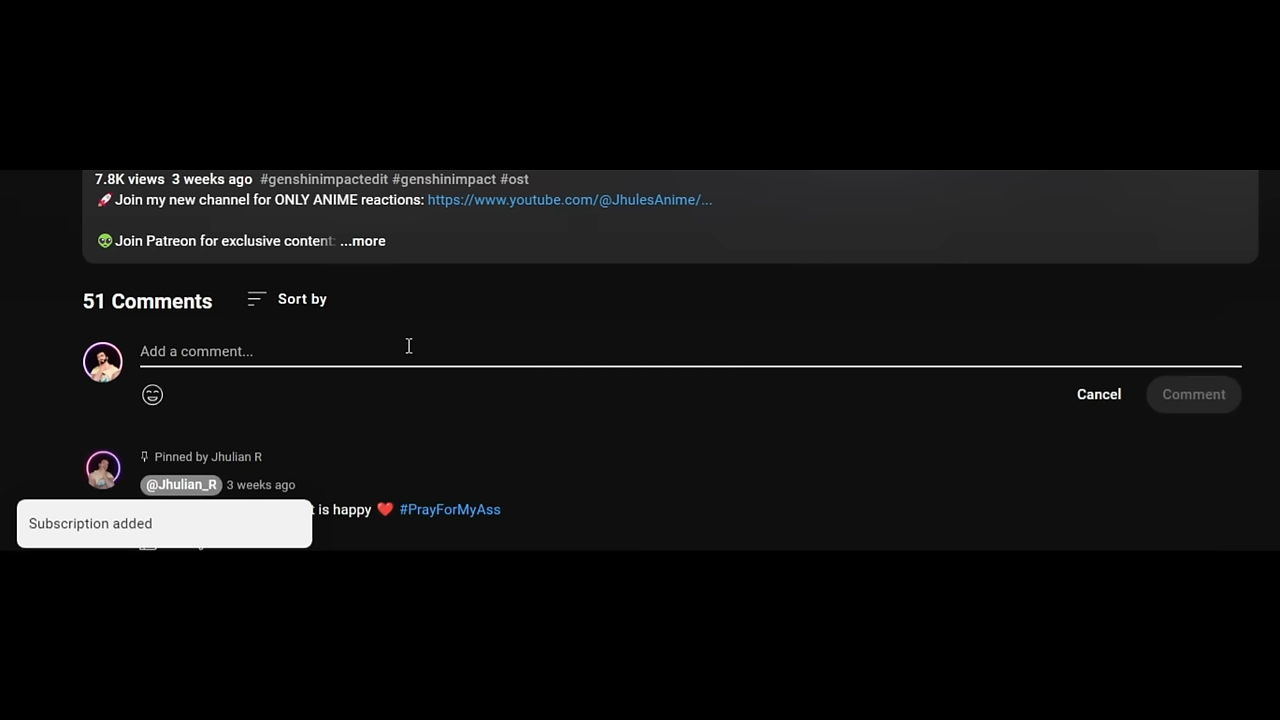 7.8K views 3 weeks ago #genshinimpactedit #genshinimpact #ost
🚀 Join my new channel for ONLY ANIME reactions: https://www.youtube.com/@JhulesAnime/...
👽 Join Patreon for exclusive content: ...more
51 Comments Sort by
Add a comment...
Cancel Comment
Pinned by Jhulian R
@Jhulian_R 3 weeks ago
is happy ❤️ #PrayForMyAss
Subscription added